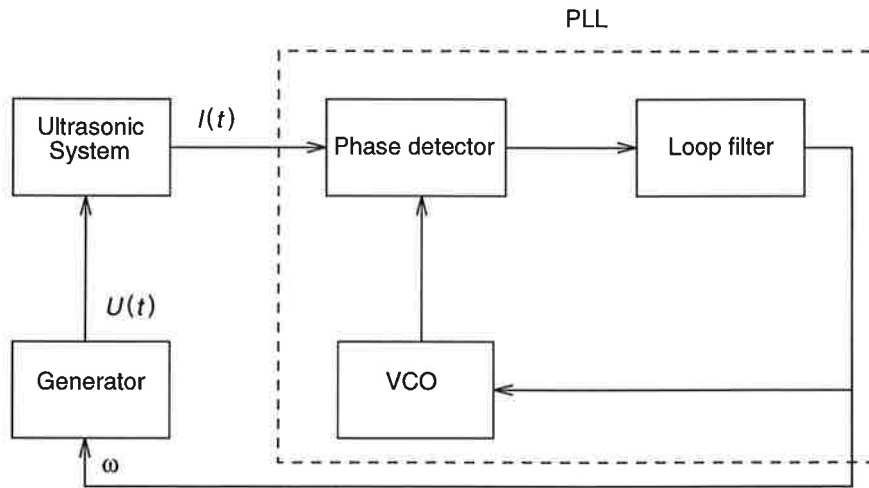 PLL
Ultrasonic
System
I(t)
Phase detector
Loop filter
U(t)
Generator
VCO
ω